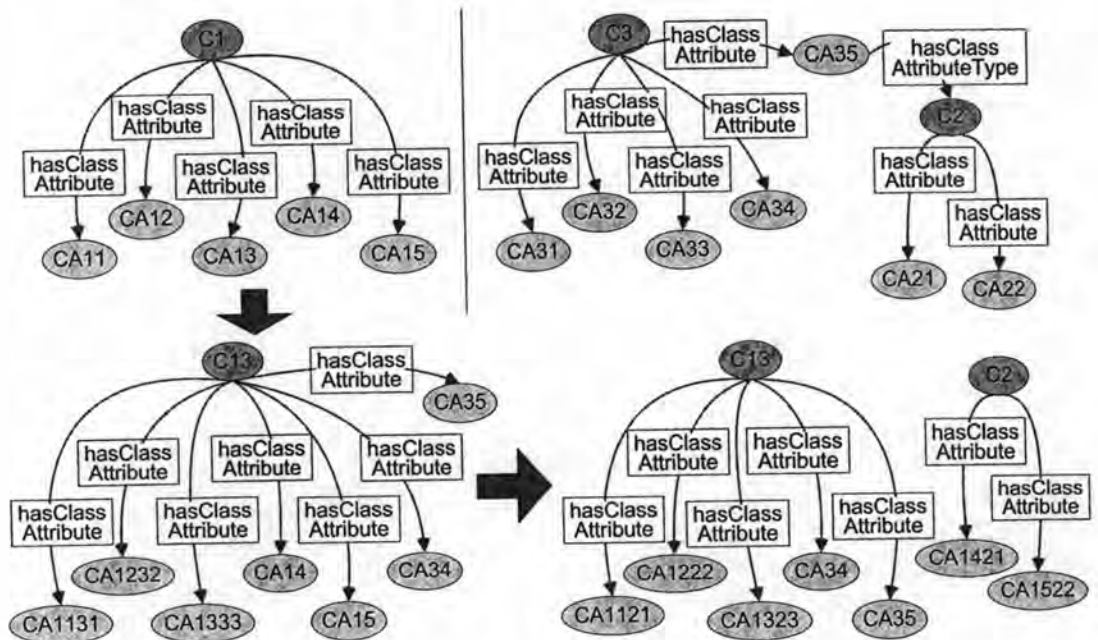 C1
hasClass
Attribute
hasClass
Attribute
hasClass
Attribute
hasClass
Attribute
hasClass
Attribute
CA11
CA12
CA13
CA14
CA15
C3
hasClass
Attribute
CA35
hasClass
AttributeType
hasClass
Attribute
hasClass
Attribute
hasClass
Attribute
hasClass
Attribute
CA31
CA32
CA33
CA34
C2
hasClass
Attribute
hasClass
Attribute
CA21
CA22
C13
hasClass
Attribute
CA35
hasClass
Attribute
hasClass
Attribute
hasClass
Attribute
hasClass
Attribute
hasClass
Attribute
hasClass
Attribute
CA1131
CA1232
CA1333
CA14
CA15
CA34
C13
hasClass
Attribute
hasClass
Attribute
hasClass
Attribute
hasClass
Attribute
hasClass
Attribute
CA1121
CA1222
CA1323
CA34
CA35
C2
hasClass
Attribute
hasClass
Attribute
CA1421
CA1522